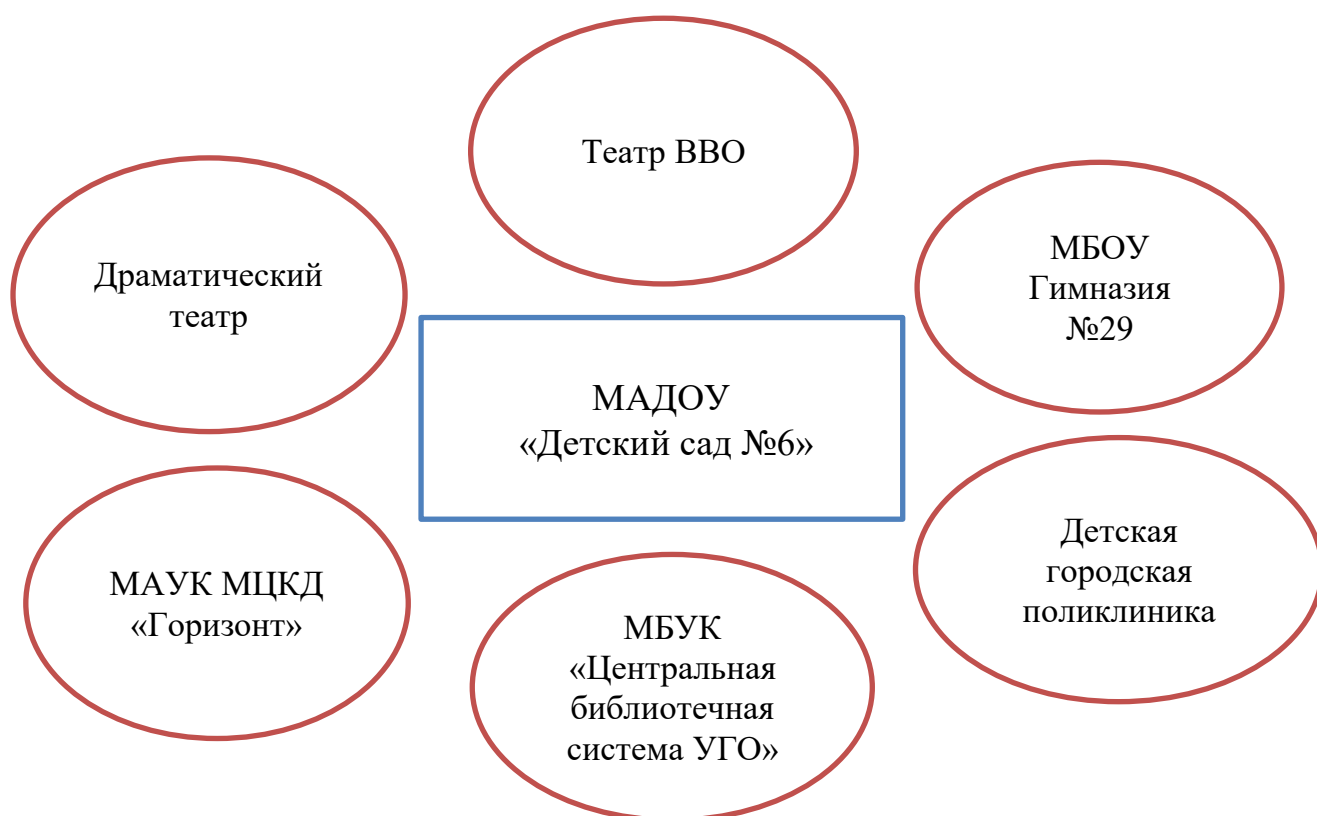 Театр ВВО
Драматический
театр
МБОУ
Гимназия
№29
МАДОУ
«Детский сад №6»
МАУК МЦКД
«Горизонт»
МБУК
«Центральная
библиотечная
система УГО»
Детская
городская
поликлиника